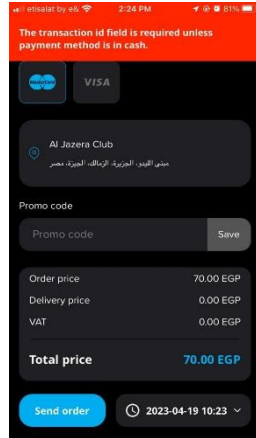 etisalat by e& 2:24 PM 81%
The transaction id field is required unless
payment method is in cash.
MasterCard VISA
Al Jazera Club
مبنى الليدو، الجزيرة، الزمالك، الجيزة، مصر
Promo code
Promo code Save
Order price 70.00 EGP
Delivery price 0.00 EGP
VAT 0.00 EGP
Total price 70.00 EGP
Send order 2023-04-19 10:23